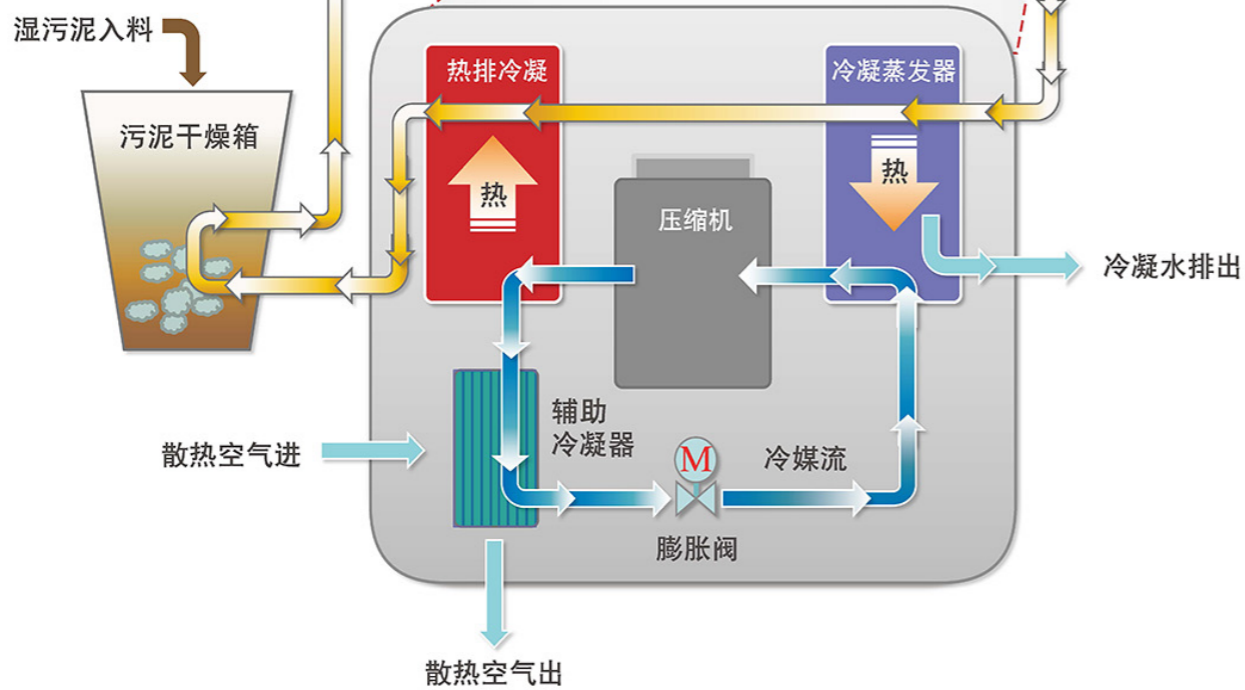 湿污泥入料
热排冷凝
冷凝蒸发器
污泥干燥箱
热
热
压缩机
冷凝水排出
辅助
冷凝器
散热空气进
M
冷媒流
膨胀阀
散热空气出